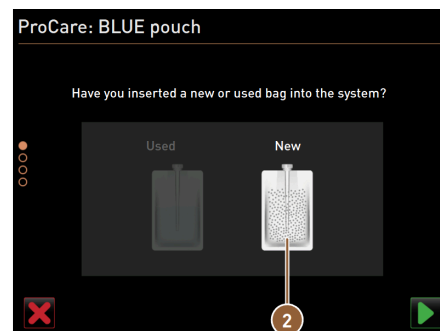 ProCare: BLUE pouch
Have you inserted a new or used bag into the system?
Used New
2